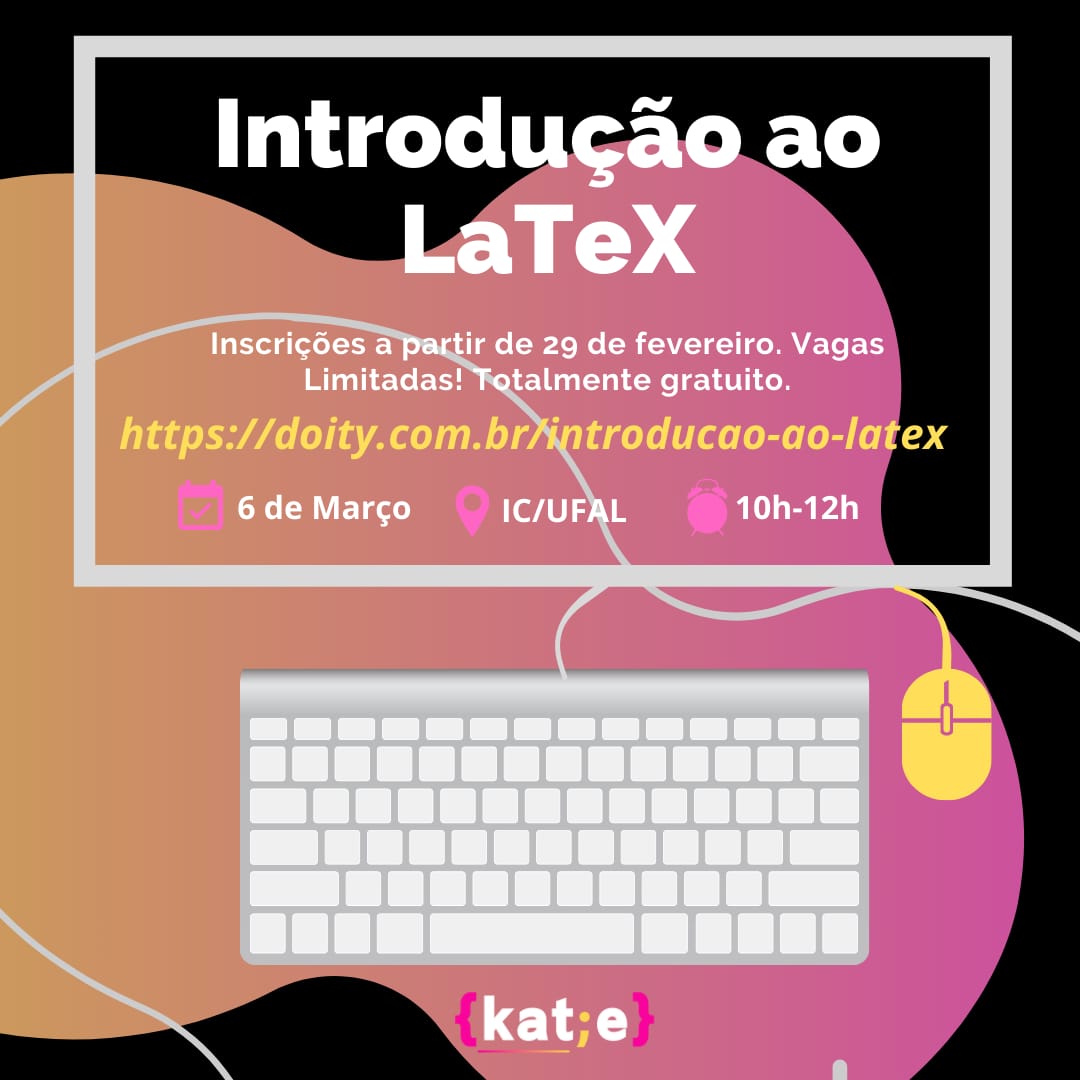 Introdução ao
LaTeX
Inscrições a partir de 29 de fevereiro. Vagas
Limitadas! Totalmente gratuito.
https://doity.com.br/introducao-ao-latex
6 de Março
IC/UFAL
10h-12h
{kat;e}